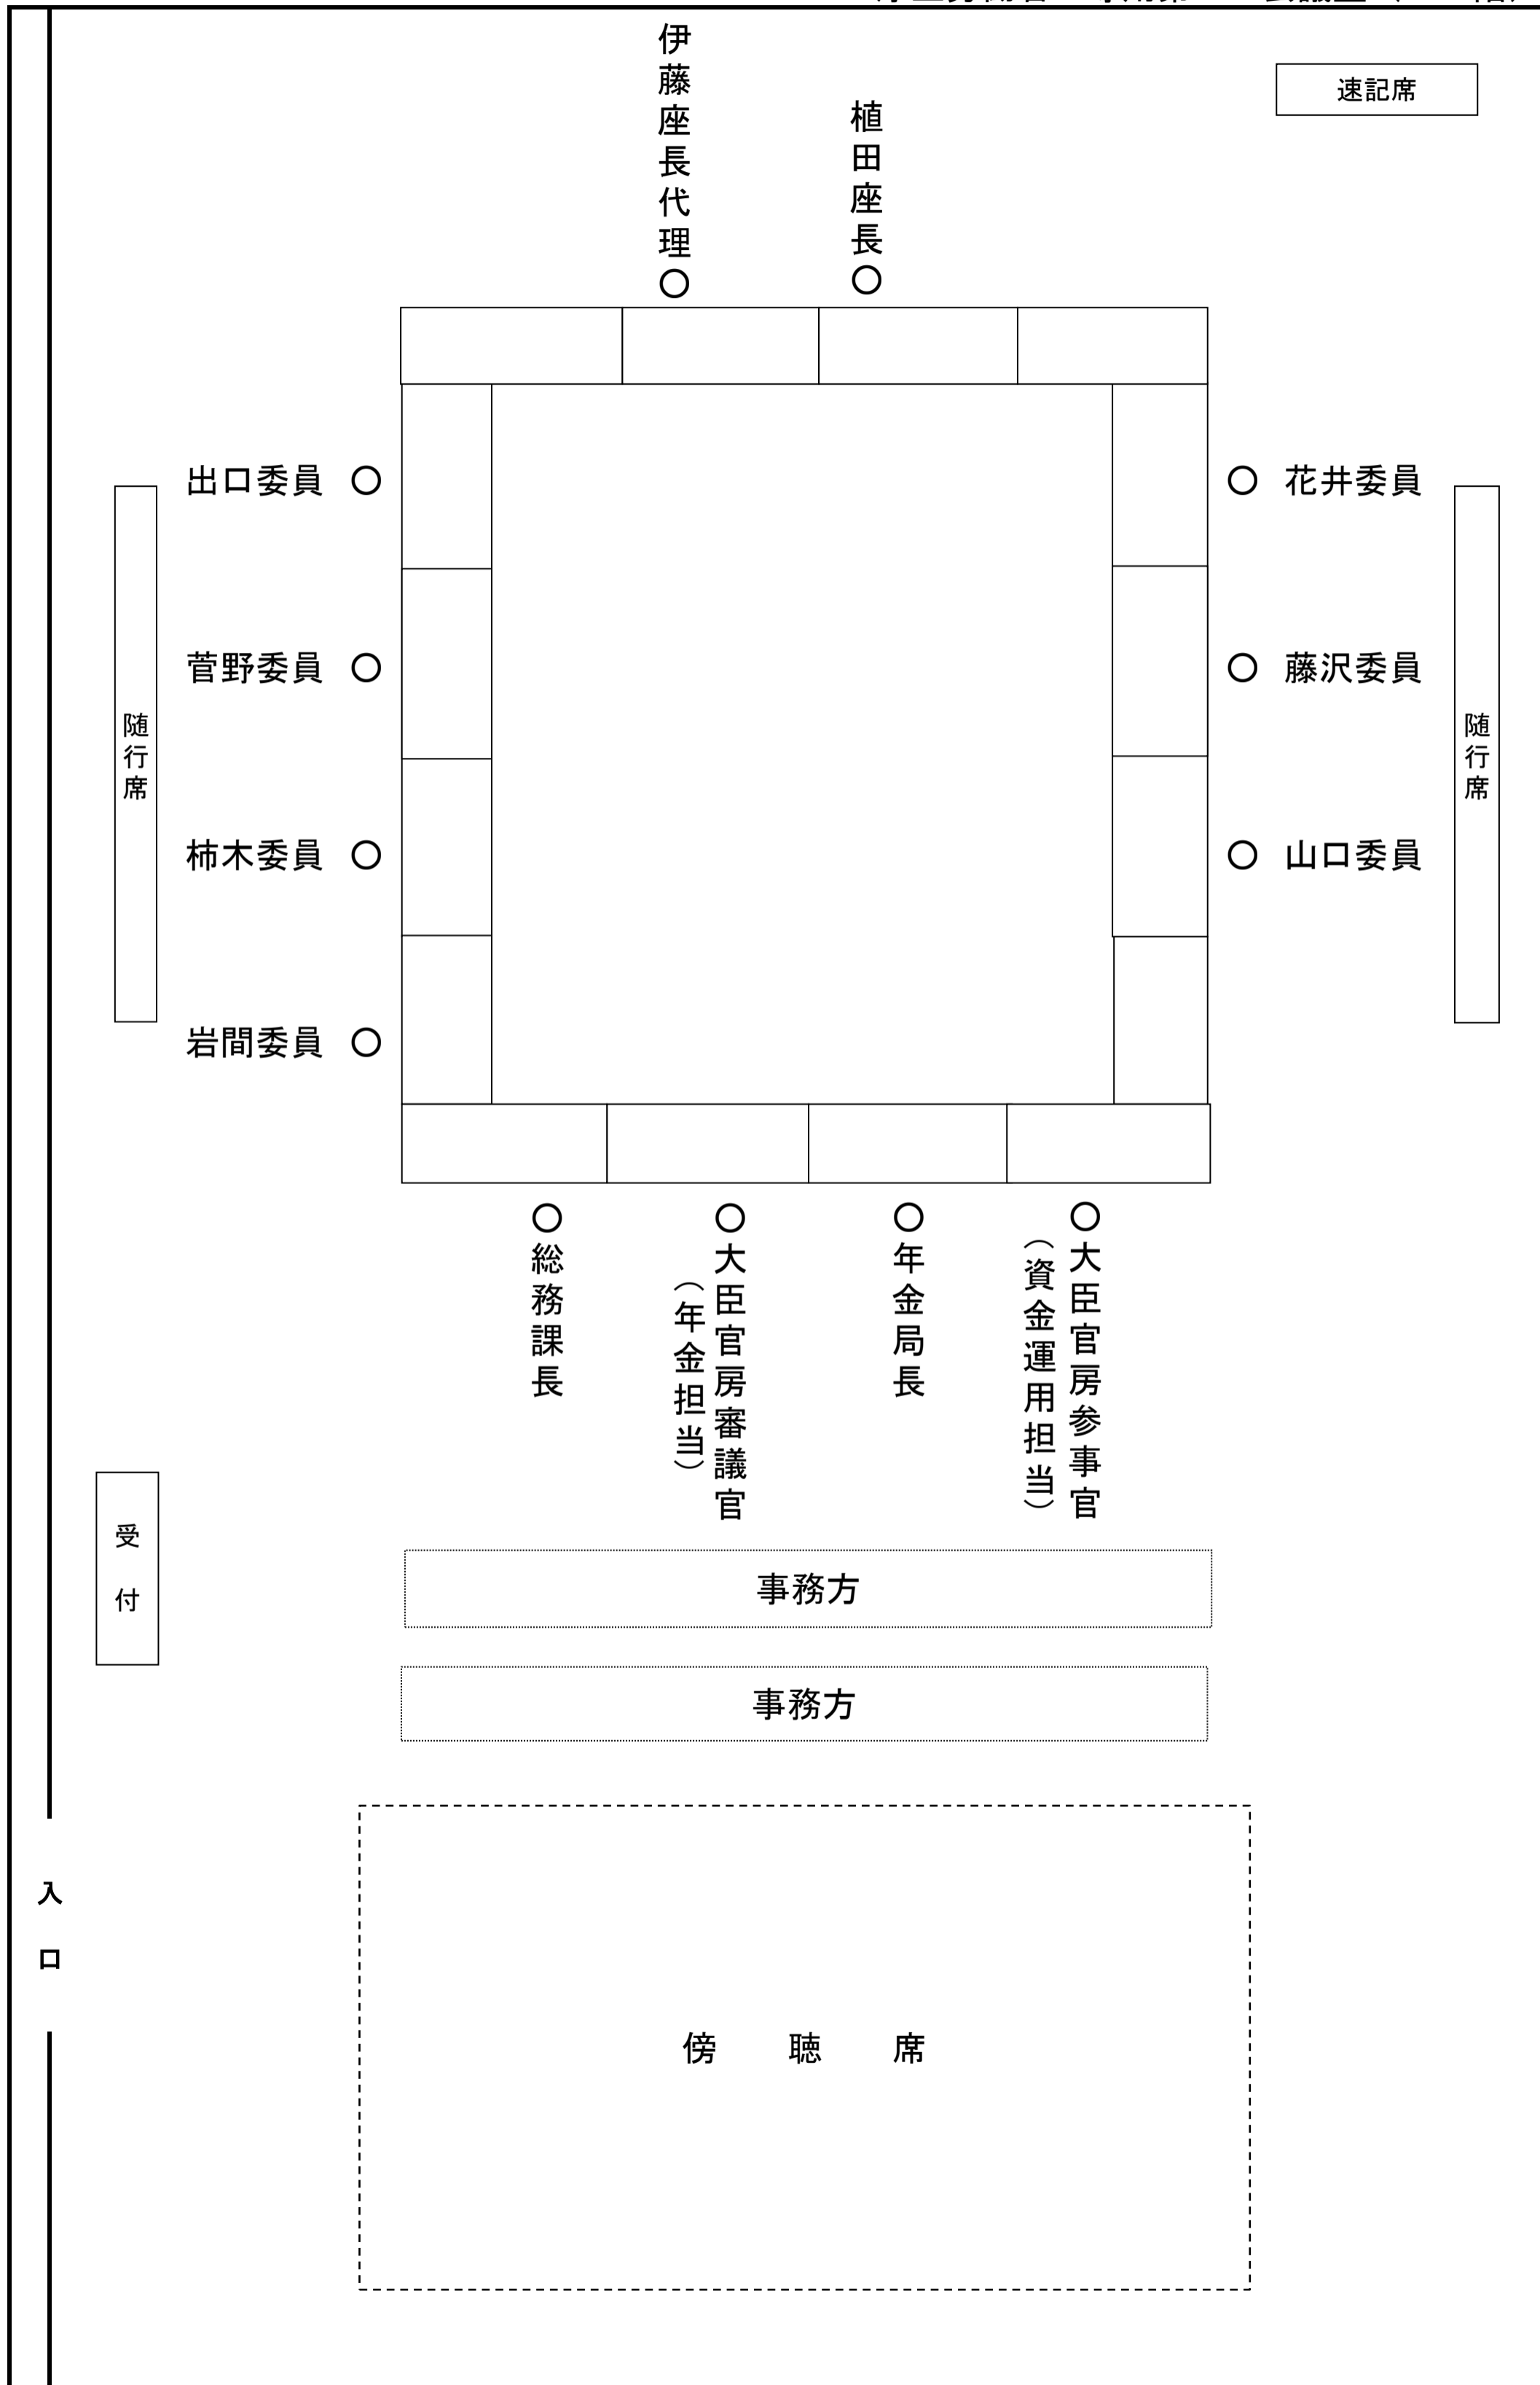 速記席
植田座長○
伊藤座長代理○
出口委員 ○
○ 花井委員
菅野委員 ○
○ 藤沢委員
随行席
随行席
柿木委員 ○
○ 山口委員
岩間委員 ○
○大臣官房参事官
（資金運用担当）
○年金局長
○大臣官房審議官
（年金担当）
○総務課長
受付
事務方
事務方
入口
傍聴席